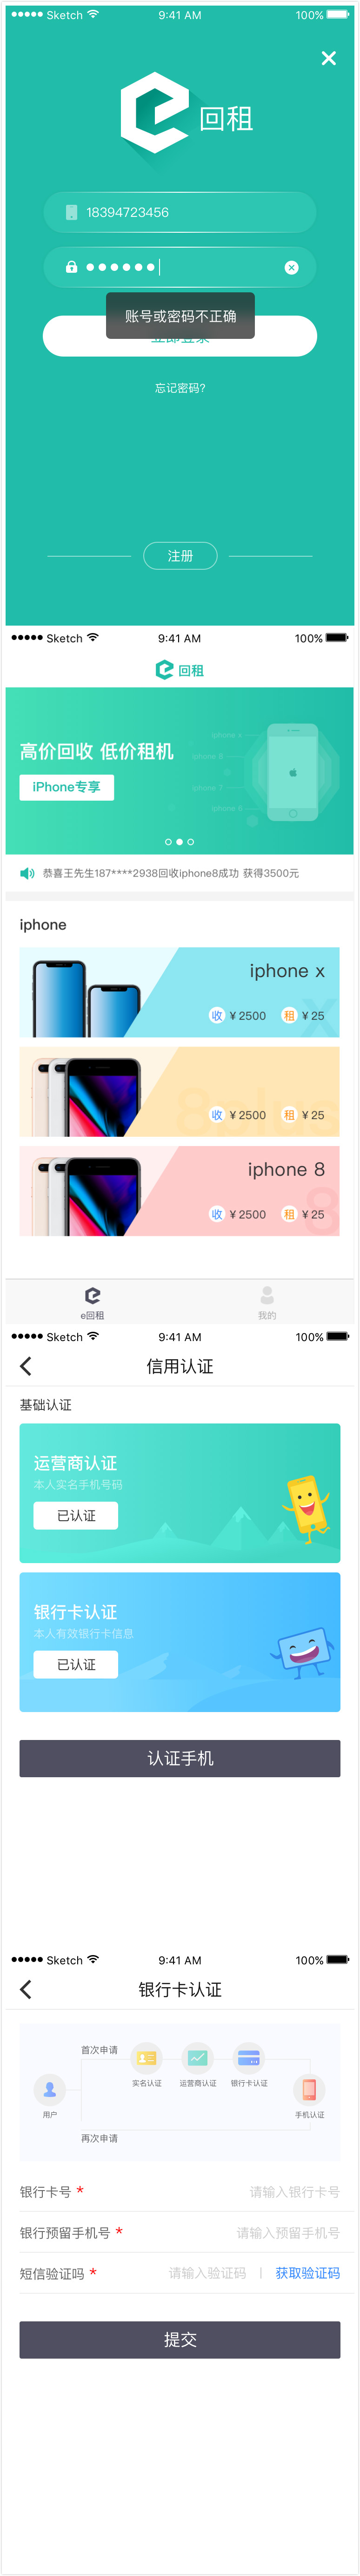 Sketch 9:41 AM 100%
回租
18394723456
账号或密码不正确
忘记密码?
注册
Sketch 9:41 AM 100%
回租
高价回收 低价租机
iPhone专享
iphone x
iphone 8
iphone 7
iphone 6
恭喜王先生187****2938回收iphone8成功 获得3500元
iphone
iphone x
收 ¥2500 租 ¥25
收 ¥2500 租 ¥25
iphone 8
收 ¥2500 租 ¥25
e回租 我的
Sketch 9:41 AM 100%
信用认证
基础认证
运营商认证
本人实名手机号码
已认证
银行卡认证
本人有效银行卡信息
已认证
认证手机
Sketch 9:41 AM 100%
银行卡认证
首次申请
实名认证 运营商认证 银行卡认证
用户 手机认证
再次申请
银行卡号 * 请输入银行卡号
银行预留手机号 * 请输入预留手机号
短信验证吗 * 请输入验证码 | 获取验证码
提交